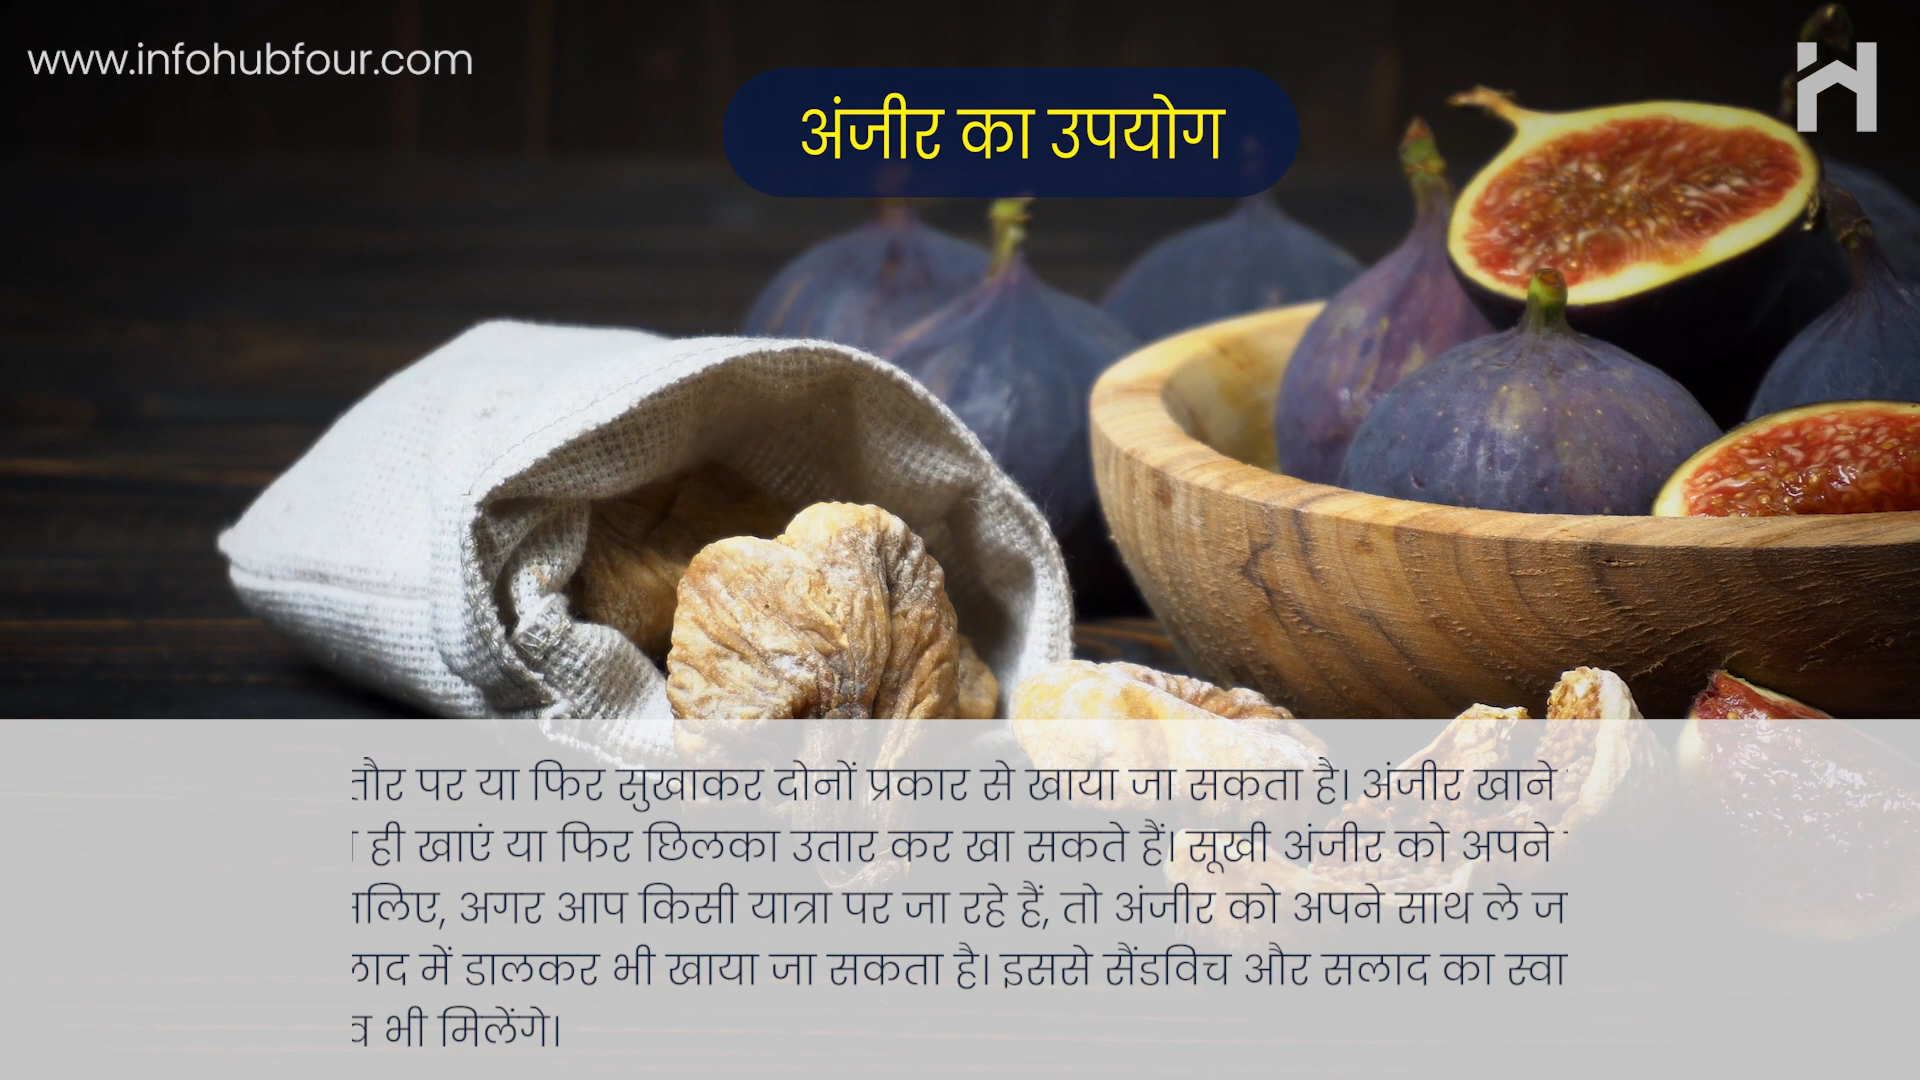 www.infohubfour.com
अंजीर का उपयोग
पर या फिर सुखाकर दोनों प्रकार से खाया जा सकता है। अंजीर खाने
ही खाएं या फिर छिलका उतार कर खा सकते हैं। सूखी अंजीर को अपने
अगर आप किसी यात्रा पर जा रहे हैं, तो अंजीर को अपने साथ ले
में डालकर भी खाया जा सकता है। इससे सैंडविच और सलाद का
भी मिलेंगे।